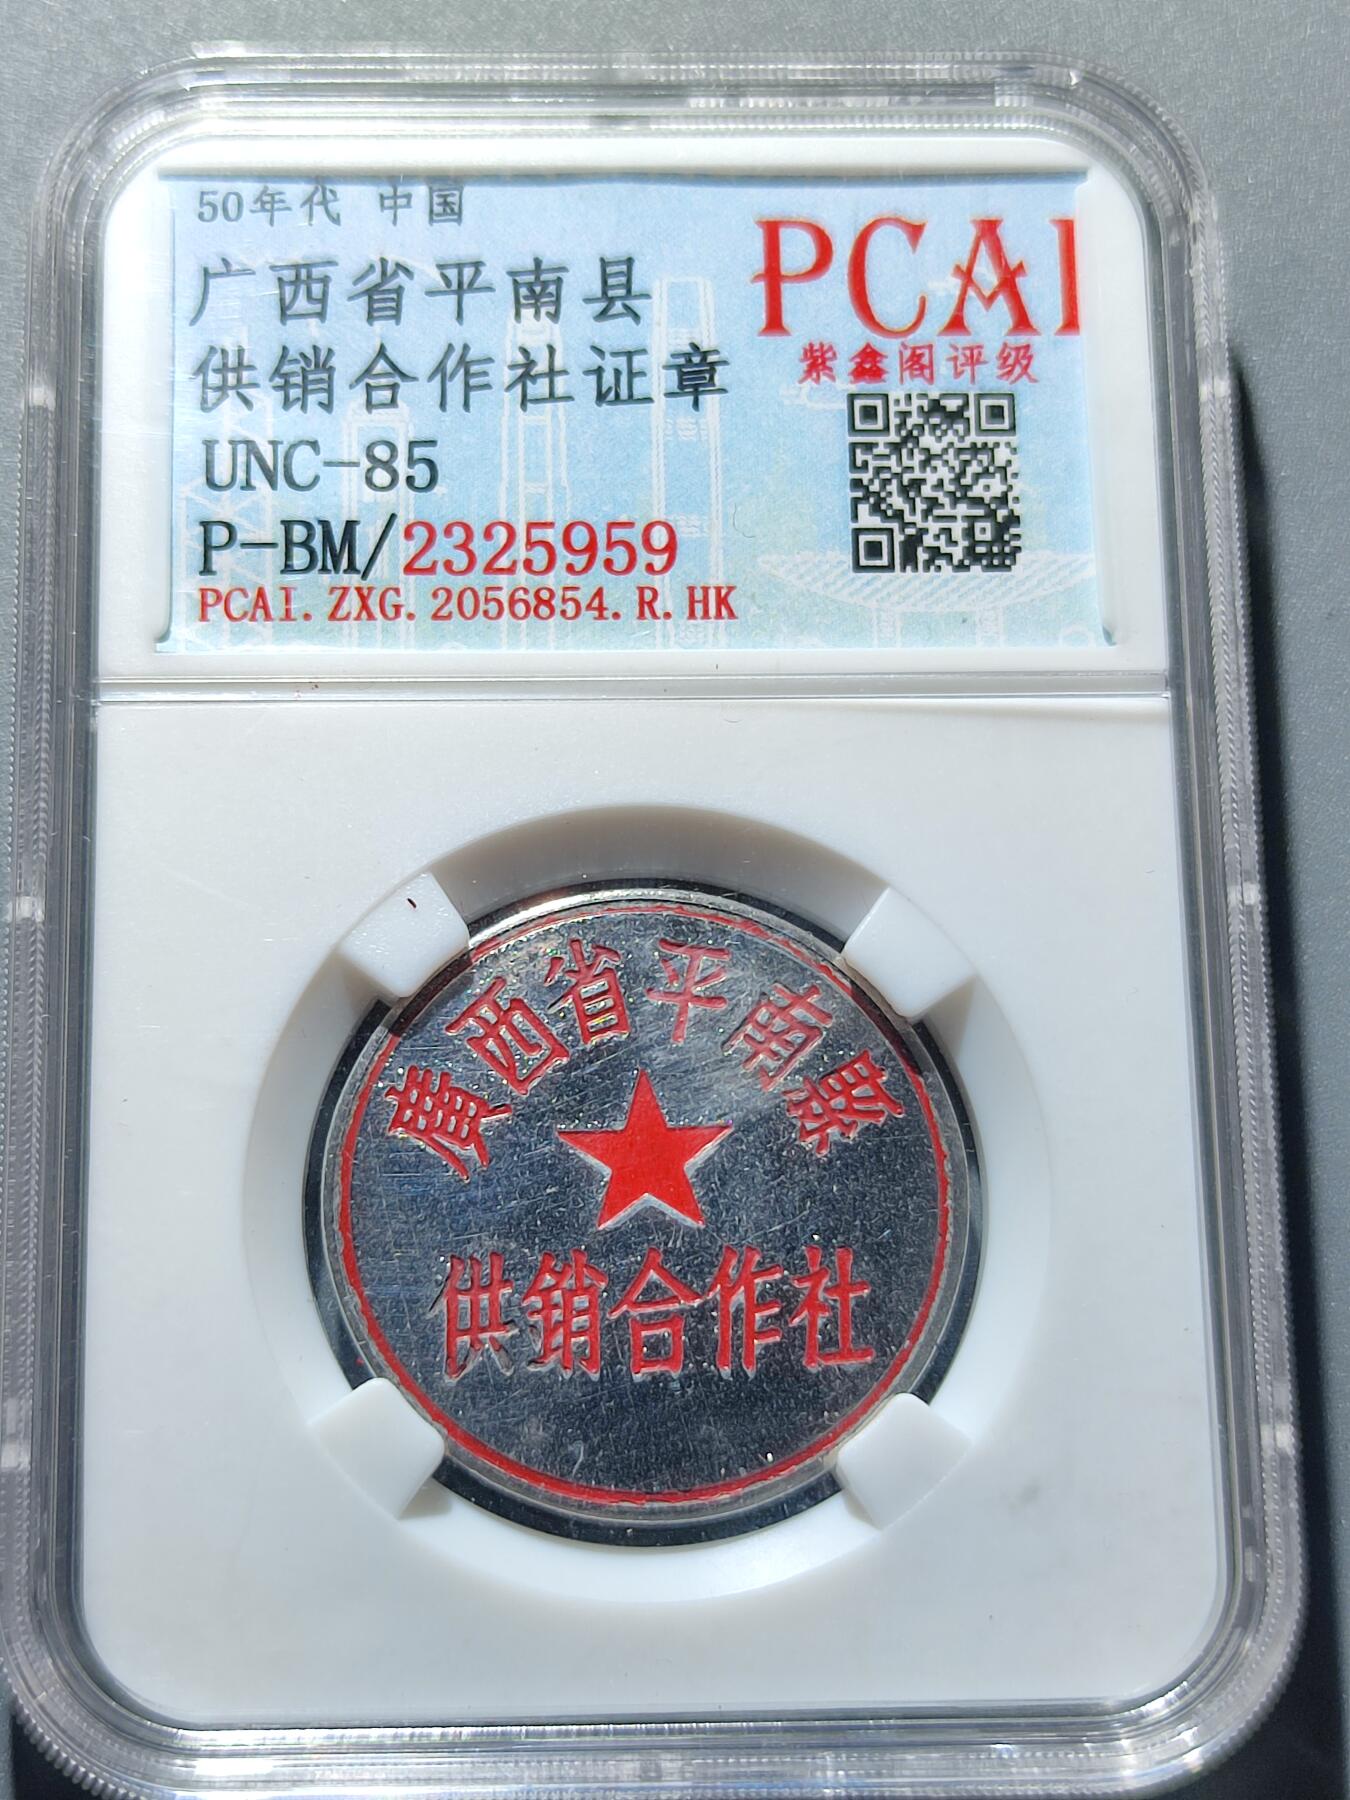 50年代 中国
广西省平南县
供销合作社证章
UNC-85
P-BM/2325959
PCAI.ZXG.2056854.R.HK
PCAI
紫鑫阁评级
廣西省平南縣
供销合作社